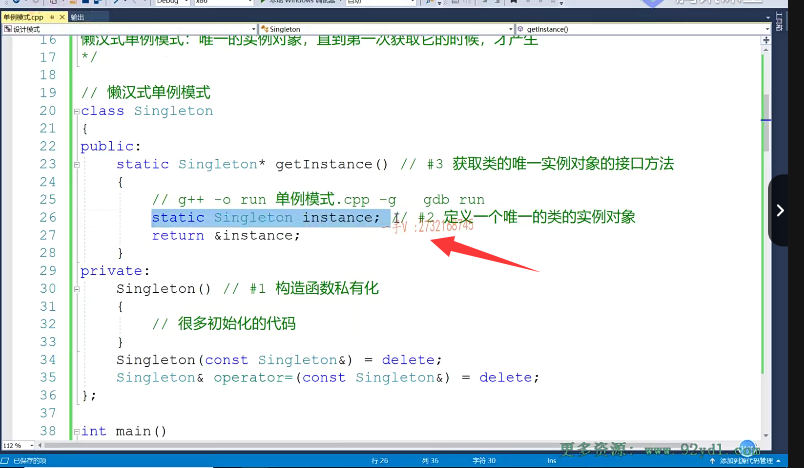 单例模式.cpp 输出
设计模式 Singleton getInstance()
16 懒汉式单例模式：唯一的实例对象，直到第一次获取它的时候，才产生
17 */
18
19 // 懒汉式单例模式
20 class Singleton
21 {
22 public:
23 static Singleton* getInstance() // #3 获取类的唯一实例对象的接口方法
24 {
25 // g++ -o run 单例模式.cpp -g gdb run
26 static Singleton instance; // #2 定义一个唯一的类的实例对象
27 return &instance;
28 }
29 private:
30 Singleton() // #1 构造函数私有化
31 {
32 // 很多初始化的代码
33 }
34 Singleton(const Singleton&) = delete;
35 Singleton& operator=(const Singleton&) = delete;
36 };
37
38 int main()
112 %
更多资源：
已保存的项 行 26 列 36 字符 30 Ins 添加到源代码管理